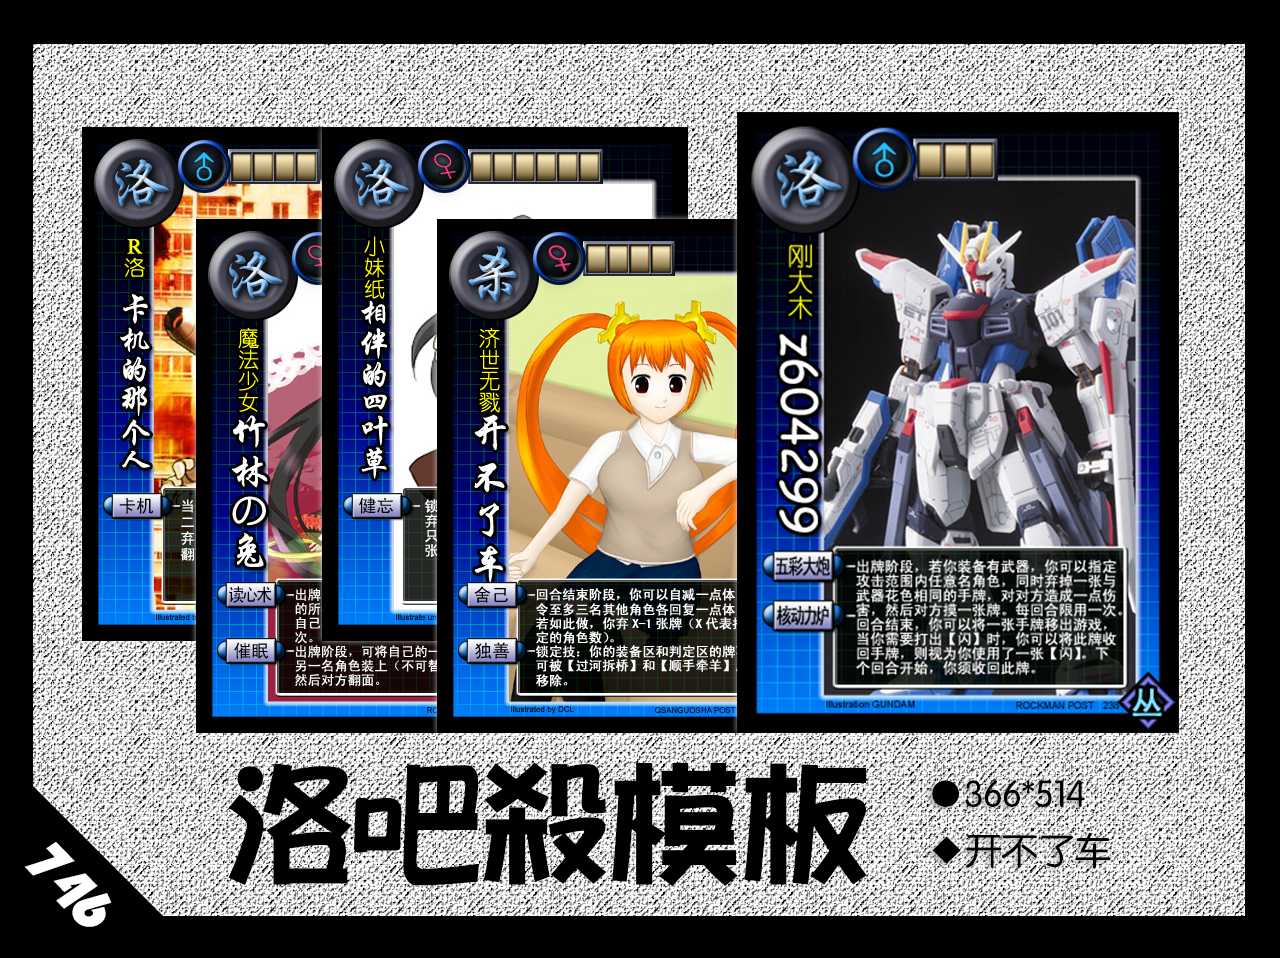 洛
R洛
卡机的那个人
卡机
当
二
弃
翻
Illustrated b
洛
魔法少女
竹林の兔
读心术
出牌
的所
自己
次。
催眠
出牌阶段，可将自己的一
另一名角色装上（不可替
然后对方翻面。
洛
小妹纸
相伴的四叶草
健忘
锁
弃
只
张
杀
济世无戮
开不了车
舍己
回合结束阶段，你可以自减一点体
令至多三名其他角色各回复一点体
若如此做，你弃 X-1 张牌（X 代表
定的角色数）。
独善
锁定技：你的装备区和判定区的牌
可被【过河拆桥】和【顺手牵羊】
移除。
Illustrated by DCL
QSANGUOSHA POST
洛
刚大木
z604299
五彩大炮
出牌阶段，若你装备有武器，你可以指定
攻击范围内任意名角色，同时弃掉一张与
武器花色相同的手牌，对对方造成一点伤
害，然后对方摸一张牌。每回合限用一次。
核动力炉
回合结束，你可以将一张手牌移出游戏，
当你需要打出【闪】时，你可以将此牌收
回手牌，则视为你使用了一张【闪】，下
个回合开始，你须收回此牌。
Illustration GUNDAM
ROCKMAN POST 238
丛
洛吧殺模板
●366*514
◆开不了车
746